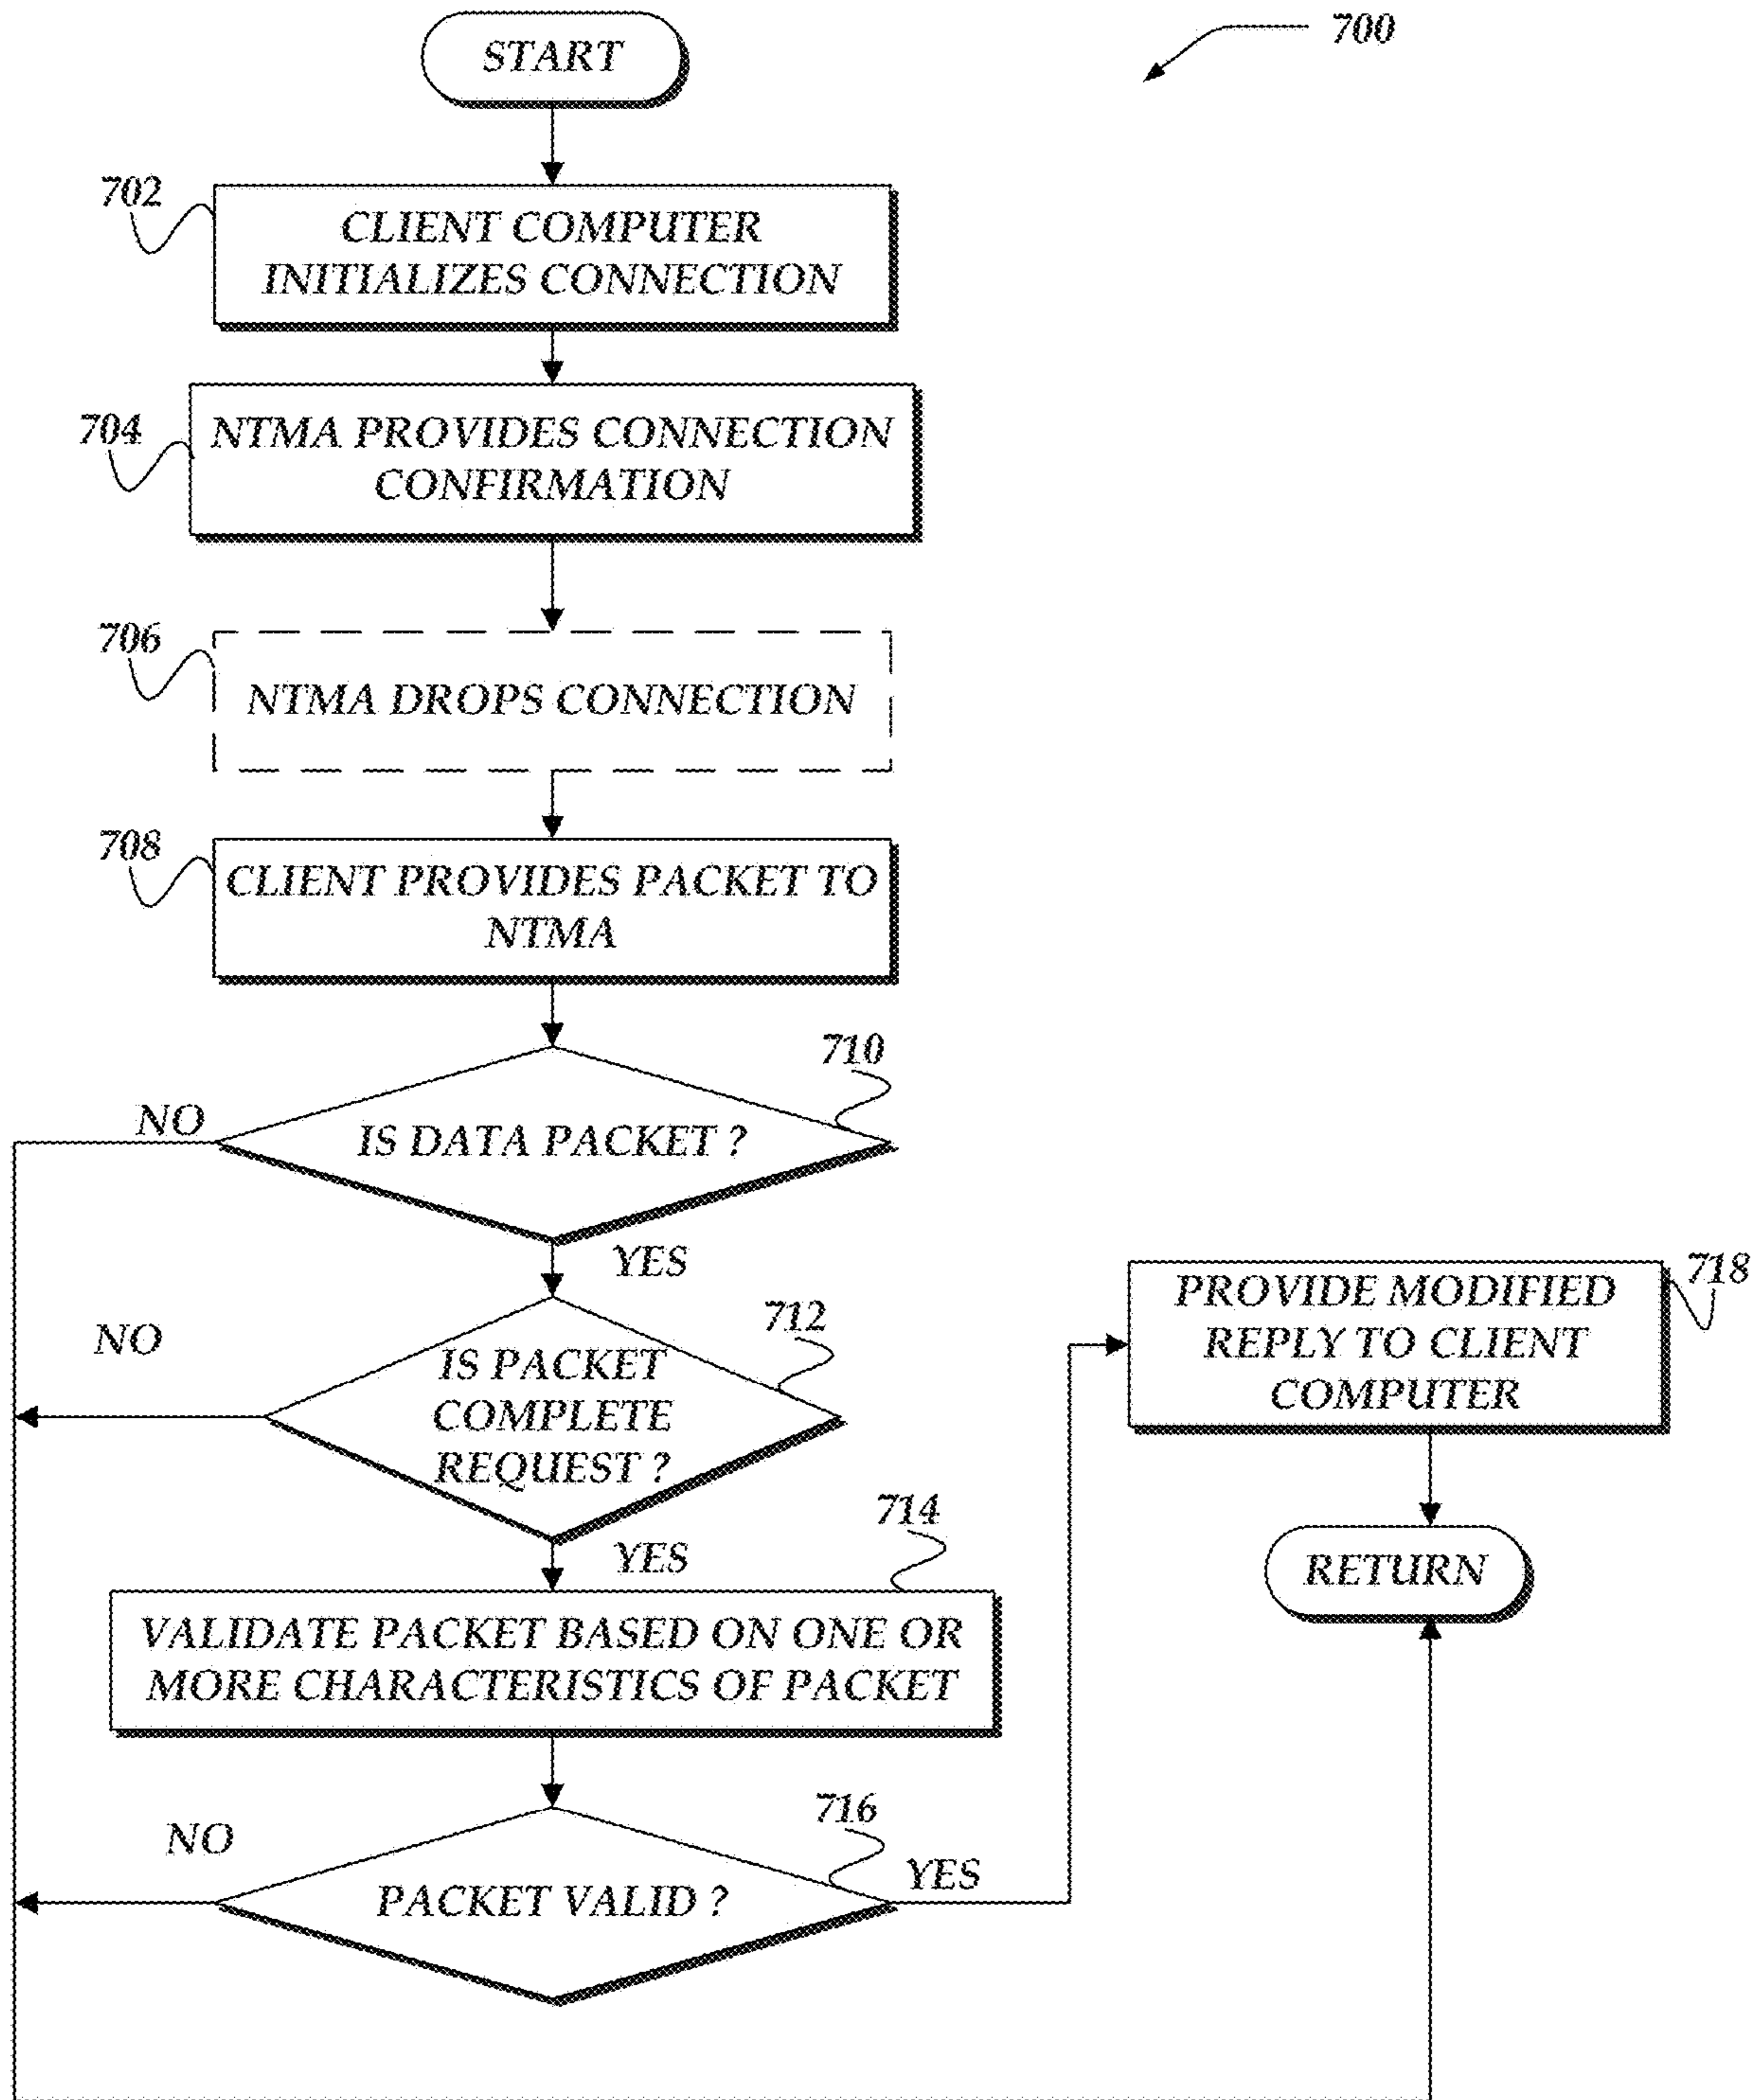 START
700
702
CLIENT COMPUTER
INITIALIZES CONNECTION
704
NTMA PROVIDES CONNECTION
CONFIRMATION
706
NTMA DROPS CONNECTION
708
CLIENT PROVIDES PACKET TO
NTMA
710
NO
IS DATA PACKET ?
YES
712
NO
IS PACKET
COMPLETE
REQUEST ?
YES
714
VALIDATE PACKET BASED ON ONE OR
MORE CHARACTERISTICS OF PACKET
716
NO
PACKET VALID ?
YES
718
PROVIDE MODIFIED
REPLY TO CLIENT
COMPUTER
RETURN